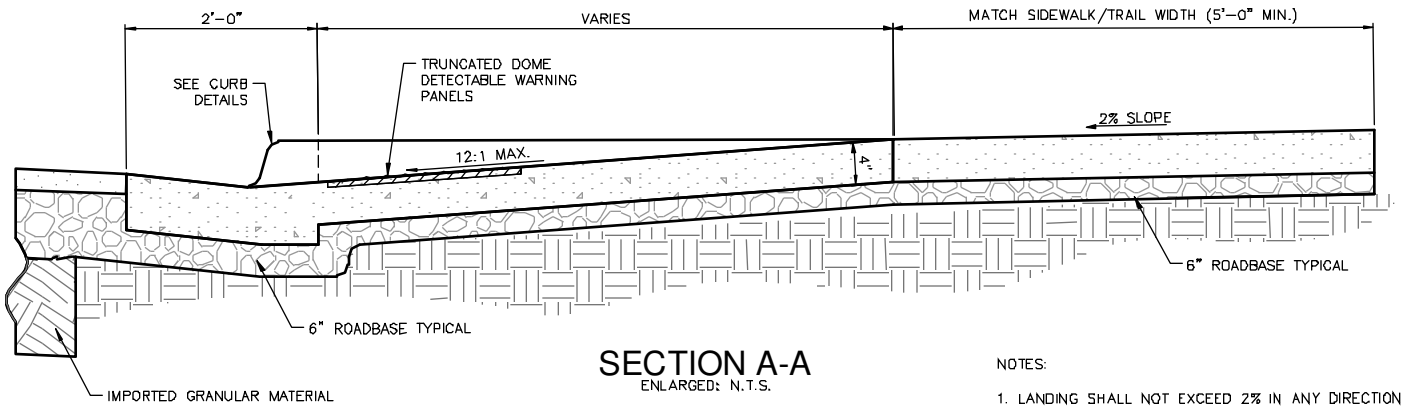 2'-0"
VARIES
MATCH SIDEWALK/TRAIL WIDTH (5'-0" MIN.)
SEE CURB
DETAILS
TRUNCATED DOME
DETECTABLE WARNING
PANELS
2% SLOPE
12:1 MAX.
4"
6" ROADBASE TYPICAL
6" ROADBASE TYPICAL
IMPORTED GRANULAR MATERIAL
SECTION A-A
ENLARGED: N.T.S.
NOTES:
1. LANDING SHALL NOT EXCEED 2% IN ANY DIRECTION